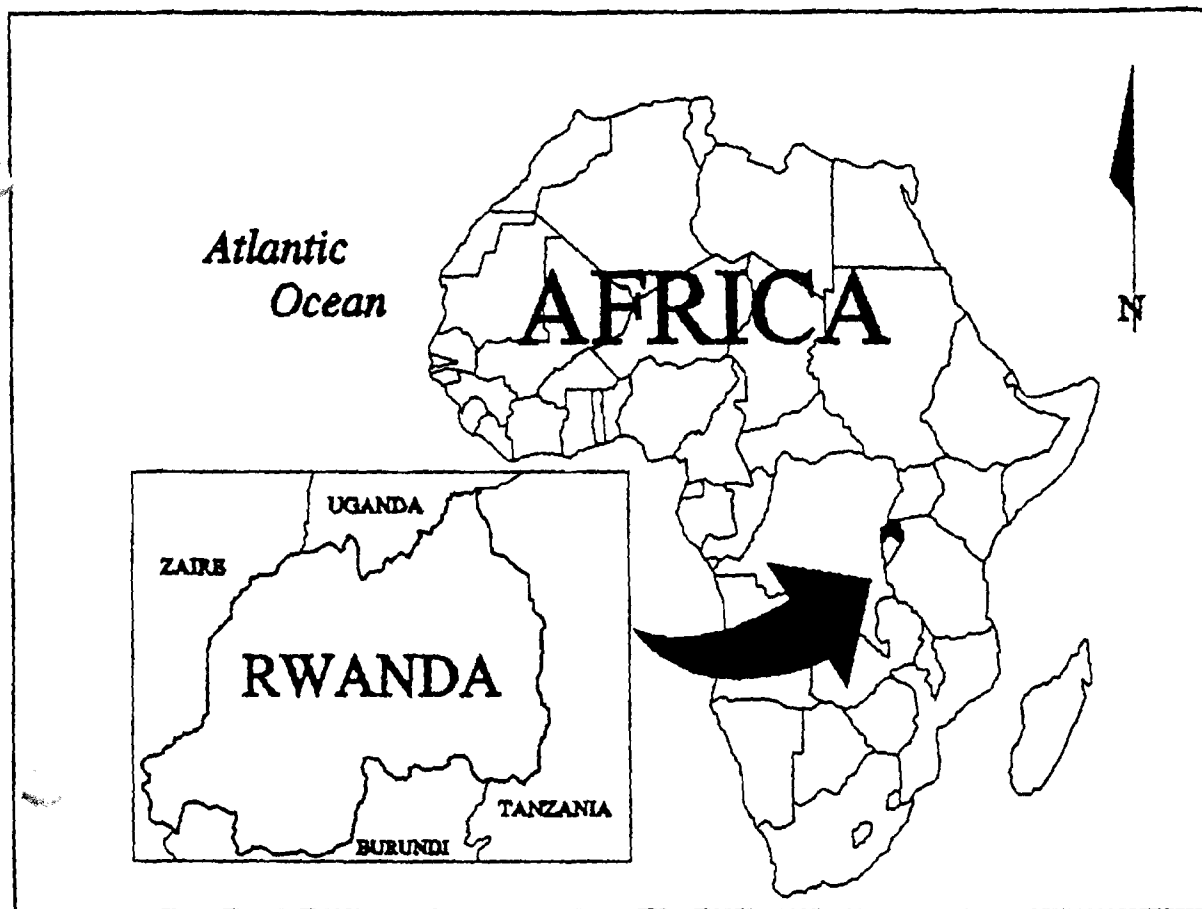 Atlantic
Ocean
AFRICA
N
UGANDA
ZAIRE
RWANDA
TANZANIA
BURUNDI